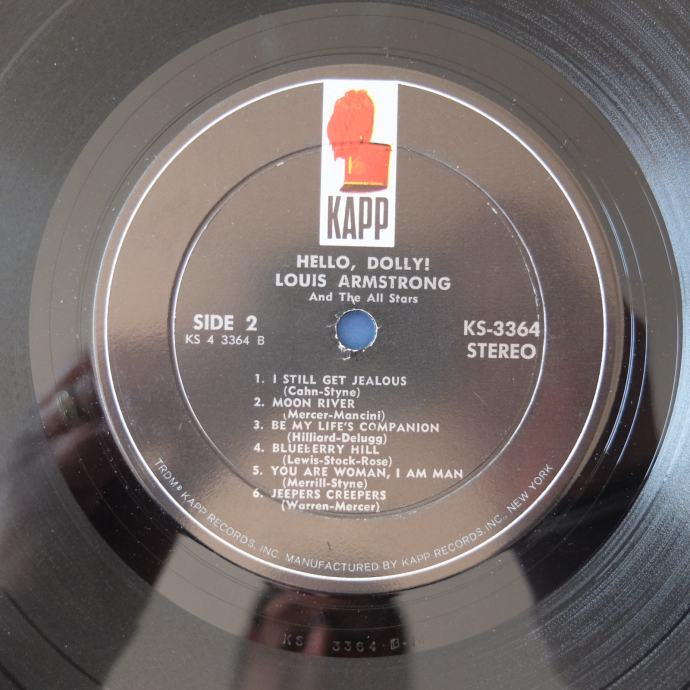 KAPP
HELLO, DOLLY!
LOUIS ARMSTRONG
And The All Stars
SIDE 2
KS 4 3364 B
KS-3364
STEREO
1. I STILL GET JEALOUS
(Cahn-Styne)
2. MOON RIVER
(Mercer-Mancini)
3. BE MY LIFE'S COMPANION
(Hilliard-Delugg)
4. BLUEBERRY HILL
(Lewis-Stock-Rose)
5. YOU ARE WOMAN, I AM MAN
(Merrill-Styne)
6. JEEPERS CREEPERS
(Warren-Mercer)
TRDM® KAPP RECORDS, INC. MANUFACTURED BY KAPP RECORDS, INC., NEW YORK
KS 3364